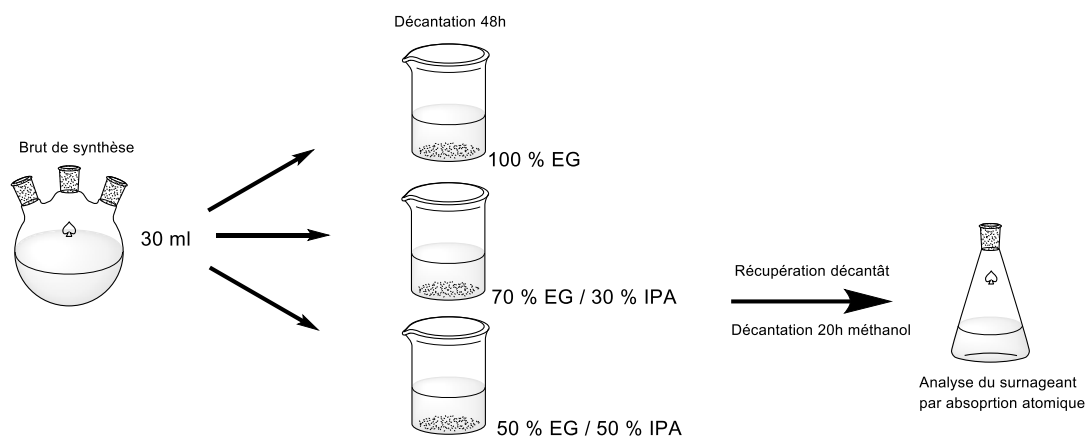 Décantation 48h
Brut de synthèse
30 ml
100 % EG
70 % EG / 30 % IPA
50 % EG / 50 % IPA
Récupération décantât
Décantation 20h méthanol
Analyse du surnageant
par absoprtion atomique